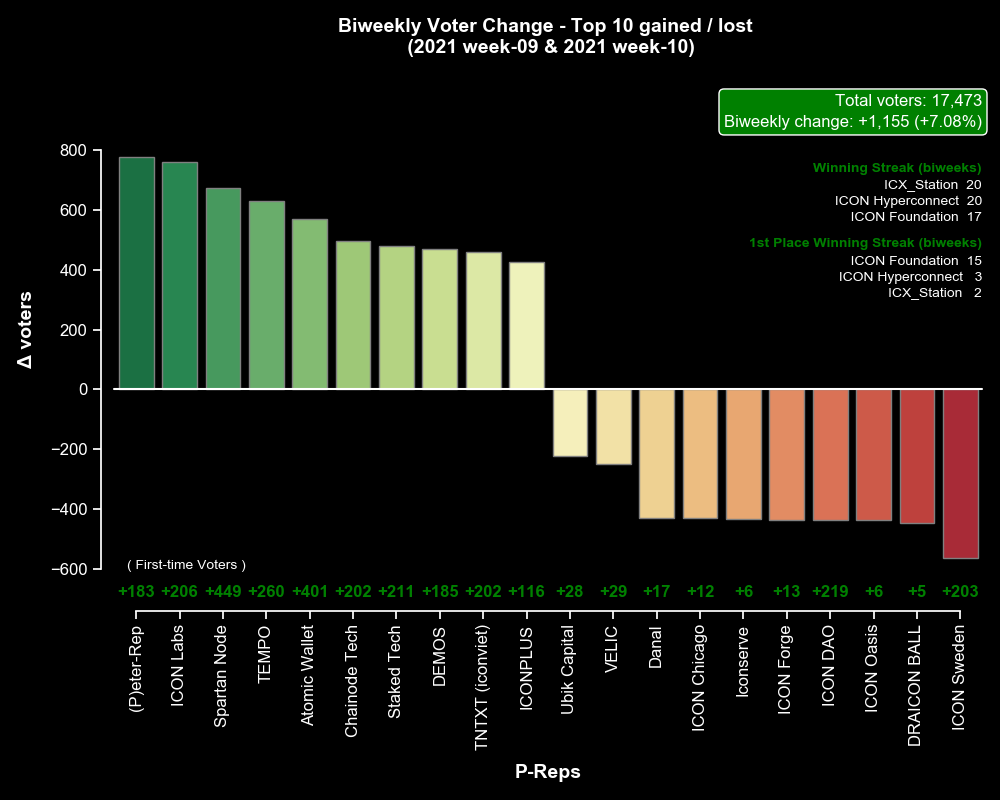 Biweekly Voter Change - Top 10 gained / lost
(2021 week-09 & 2021 week-10)
Total voters: 17,473
Biweekly change: +1,155 (+7.08%)
Winning Streak (biweeks)
ICX_Station 20
ICON Hyperconnect 20
ICON Foundation 17
1st Place Winning Streak (biweeks)
ICON Foundation 15
ICON Hyperconnect 3
ICX_Station 2
Δ voters
800
600
400
200
0
−200
−400
−600
( First-time Voters )
+183 +206 +449 +260 +401 +202 +211 +185 +202 +116 +28 +29 +17 +12 +6 +13 +219 +6 +5 +203
(P)eter-Rep
ICON Labs
Spartan Node
TEMPO
Atomic Wallet
Chainode Tech
Staked Tech
DEMOS
TNTXT (iconviet)
ICONPLUS
Ubik Capital
VELIC
Danal
ICON Chicago
Iconserve
ICON Forge
ICON DAO
ICON Oasis
DRAICON BALL
ICON Sweden
P-Reps